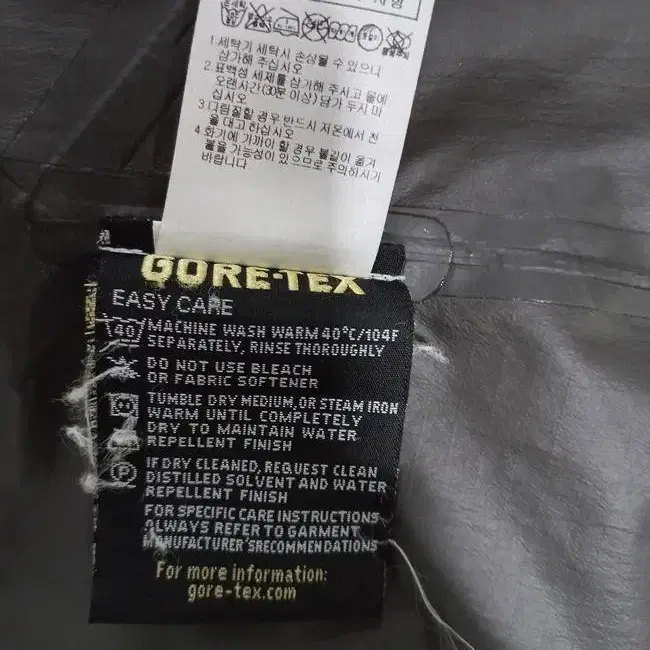 1.세탁기 세탁시 손상될 수 있으니
삼가해 주십시오
2.표백성 세제를 삼가해 주시고 물에
오랜시간(30분 이상) 담가 두지 마
십시오
3.다림질할 경우 반드시 저온에서 천
을 대고 하십시오
4.화기에 가까이 할 경우 불길이 옮겨
붙을 가능성이 있으므로 주의하시기
바랍니다
GORE-TEX
EASY CARE
40 MACHINE WASH WARM 40°C/104F
SEPARATELY, RINSE THOROUGHLY
DO NOT USE BLEACH
OR FABRIC SOFTENER
TUMBLE DRY MEDIUM, OR STEAM IRON
WARM UNTIL COMPLETELY
DRY TO MAINTAIN WATER
REPELLENT FINISH
P IF DRY CLEANED, REQUEST CLEAN
DISTILLED SOLVENT AND WATER
REPELLENT FINISH
FOR SPECIFIC CARE INSTRUCTIONS
ALWAYS REFER TO GARMENT
MANUFACTURER'S RECOMMENDATIONS
For more information:
gore-tex.com